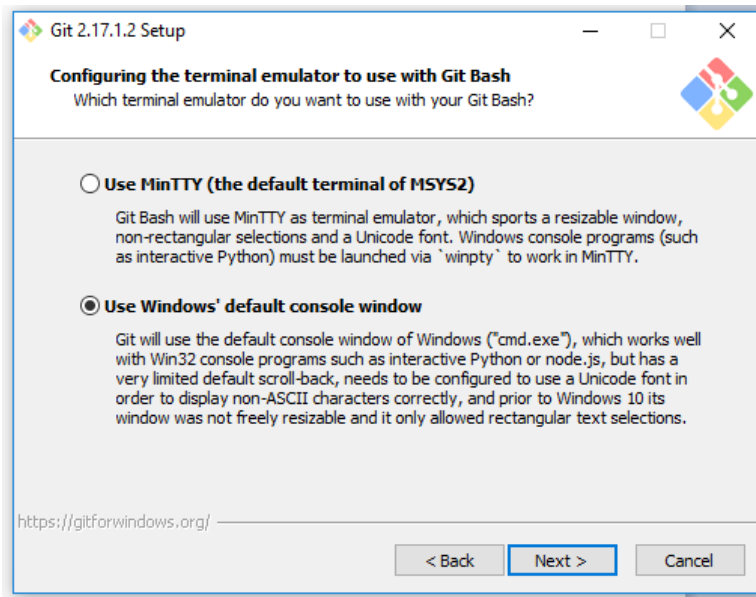 Git 2.17.1.2 Setup
Configuring the terminal emulator to use with Git Bash
Which terminal emulator do you want to use with your Git Bash?
Use MinTTY (the default terminal of MSYS2)
Git Bash will use MinTTY as terminal emulator, which sports a resizable window,
non-rectangular selections and a Unicode font. Windows console programs (such
as interactive Python) must be launched via `winpty` to work in MinTTY.
Use Windows' default console window
Git will use the default console window of Windows ("cmd.exe"), which works well
with Win32 console programs such as interactive Python or node.js, but has a
very limited default scroll-back, needs to be configured to use a Unicode font in
order to display non-ASCII characters correctly, and prior to Windows 10 its
window was not freely resizable and it only allowed rectangular text selections.
https://gitforwindows.org/
< Back Next > Cancel